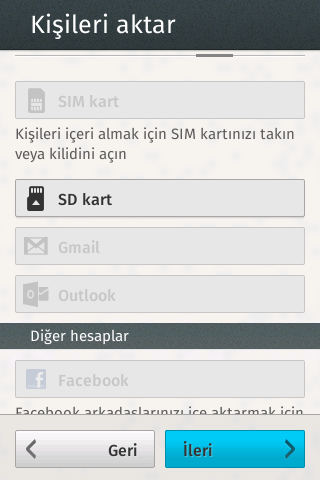 Kişileri aktar
SIM kart
Kişileri içeri almak için SIM kartınızı takın
veya kilidini açın
SD kart
Gmail
Outlook
Diğer hesaplar
Facebook
Facebook arkadaşlarınızı içe aktarmak için
Geri
İleri